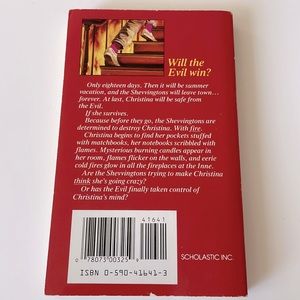 Will the
Evil win?
Only eighteen days. Then it will be summer
vacation, and the Shevvingtons will leave town...
forever. At last, Christina will be safe from
the Evil.
If she survives.
Because before they go, the Shevvingtons are
determined to destroy Christina. With fire.
Christina begins to find her pockets stuffed
with matchbooks, her notebooks scribbled with
flames. Mysterious burning candles appear in
her room, flames flicker on the walls, and eerie
cold fires glow in all the fireplaces at the Inne.
Are the Shevvingtons trying to make Christina
think she's going crazy?
Or has the Evil finally taken control of
Christina's mind?
41641
0 78073 00325 9
ISBN 0-590-41641-3
SCHOLASTIC INC.